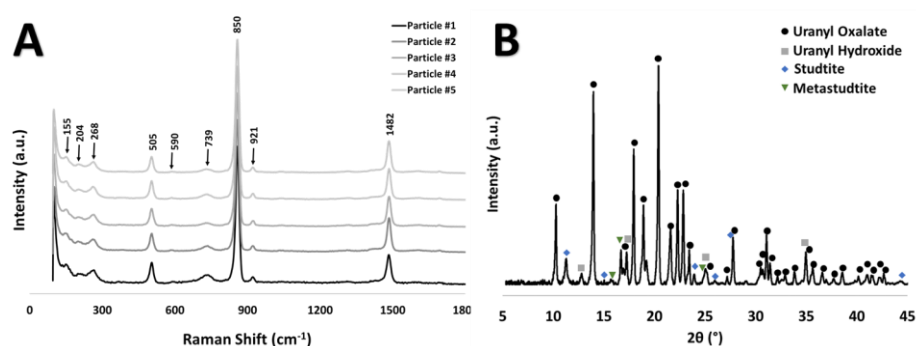 A
850
Particle #1
Particle #2
Particle #3
Particle #4
Particle #5
155
204
268
505
590
739
921
1482
Intensity (a.u.)
0
300
600
900
1200
1500
180
Raman Shift (cm-1)
B
Uranyl Oxalate
Uranyl Hydroxide
Studtite
Metastudtite
Intensity (a.u.)
5
10
15
20
25
30
35
40
45
2θ (°)